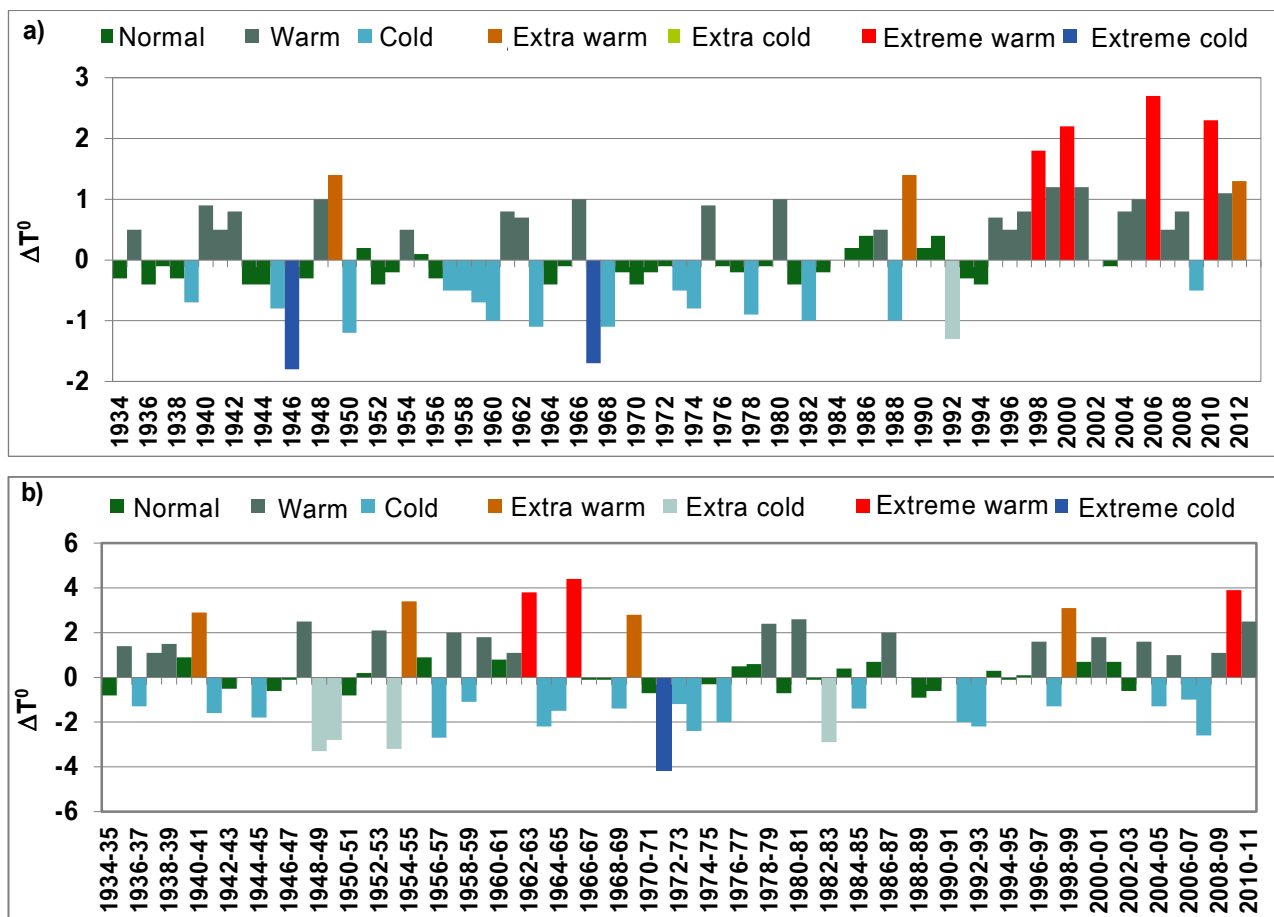 a)
Normal Warm Cold Extra warm Extra cold Extreme warm Extreme cold
3
2
1
0
-1
-2
ΔT⁰
1934 1936 1938 1940 1942 1944 1946 1948 1950 1952 1954 1956 1958 1960 1962 1964 1966 1968 1970 1972 1974 1976 1978 1980 1982 1984 1986 1988 1990 1992 1994 1996 1998 2000 2002 2004 2006 2008 2010 2012
b)
Normal Warm Cold Extra warm Extra cold Extreme warm Extreme cold
6
4
2
0
-2
-4
-6
ΔT⁰
1934-35 1936-37 1938-39 1940-41 1942-43 1944-45 1946-47 1948-49 1950-51 1952-53 1954-55 1956-57 1958-59 1960-61 1962-63 1964-65 1966-67 1968-69 1970-71 1972-73 1974-75 1976-77 1978-79 1980-81 1982-83 1984-85 1986-87 1988-89 1990-91 1992-93 1994-95 1996-97 1998-99 2000-01 2002-03 2004-05 2006-07 2008-09 2010-11